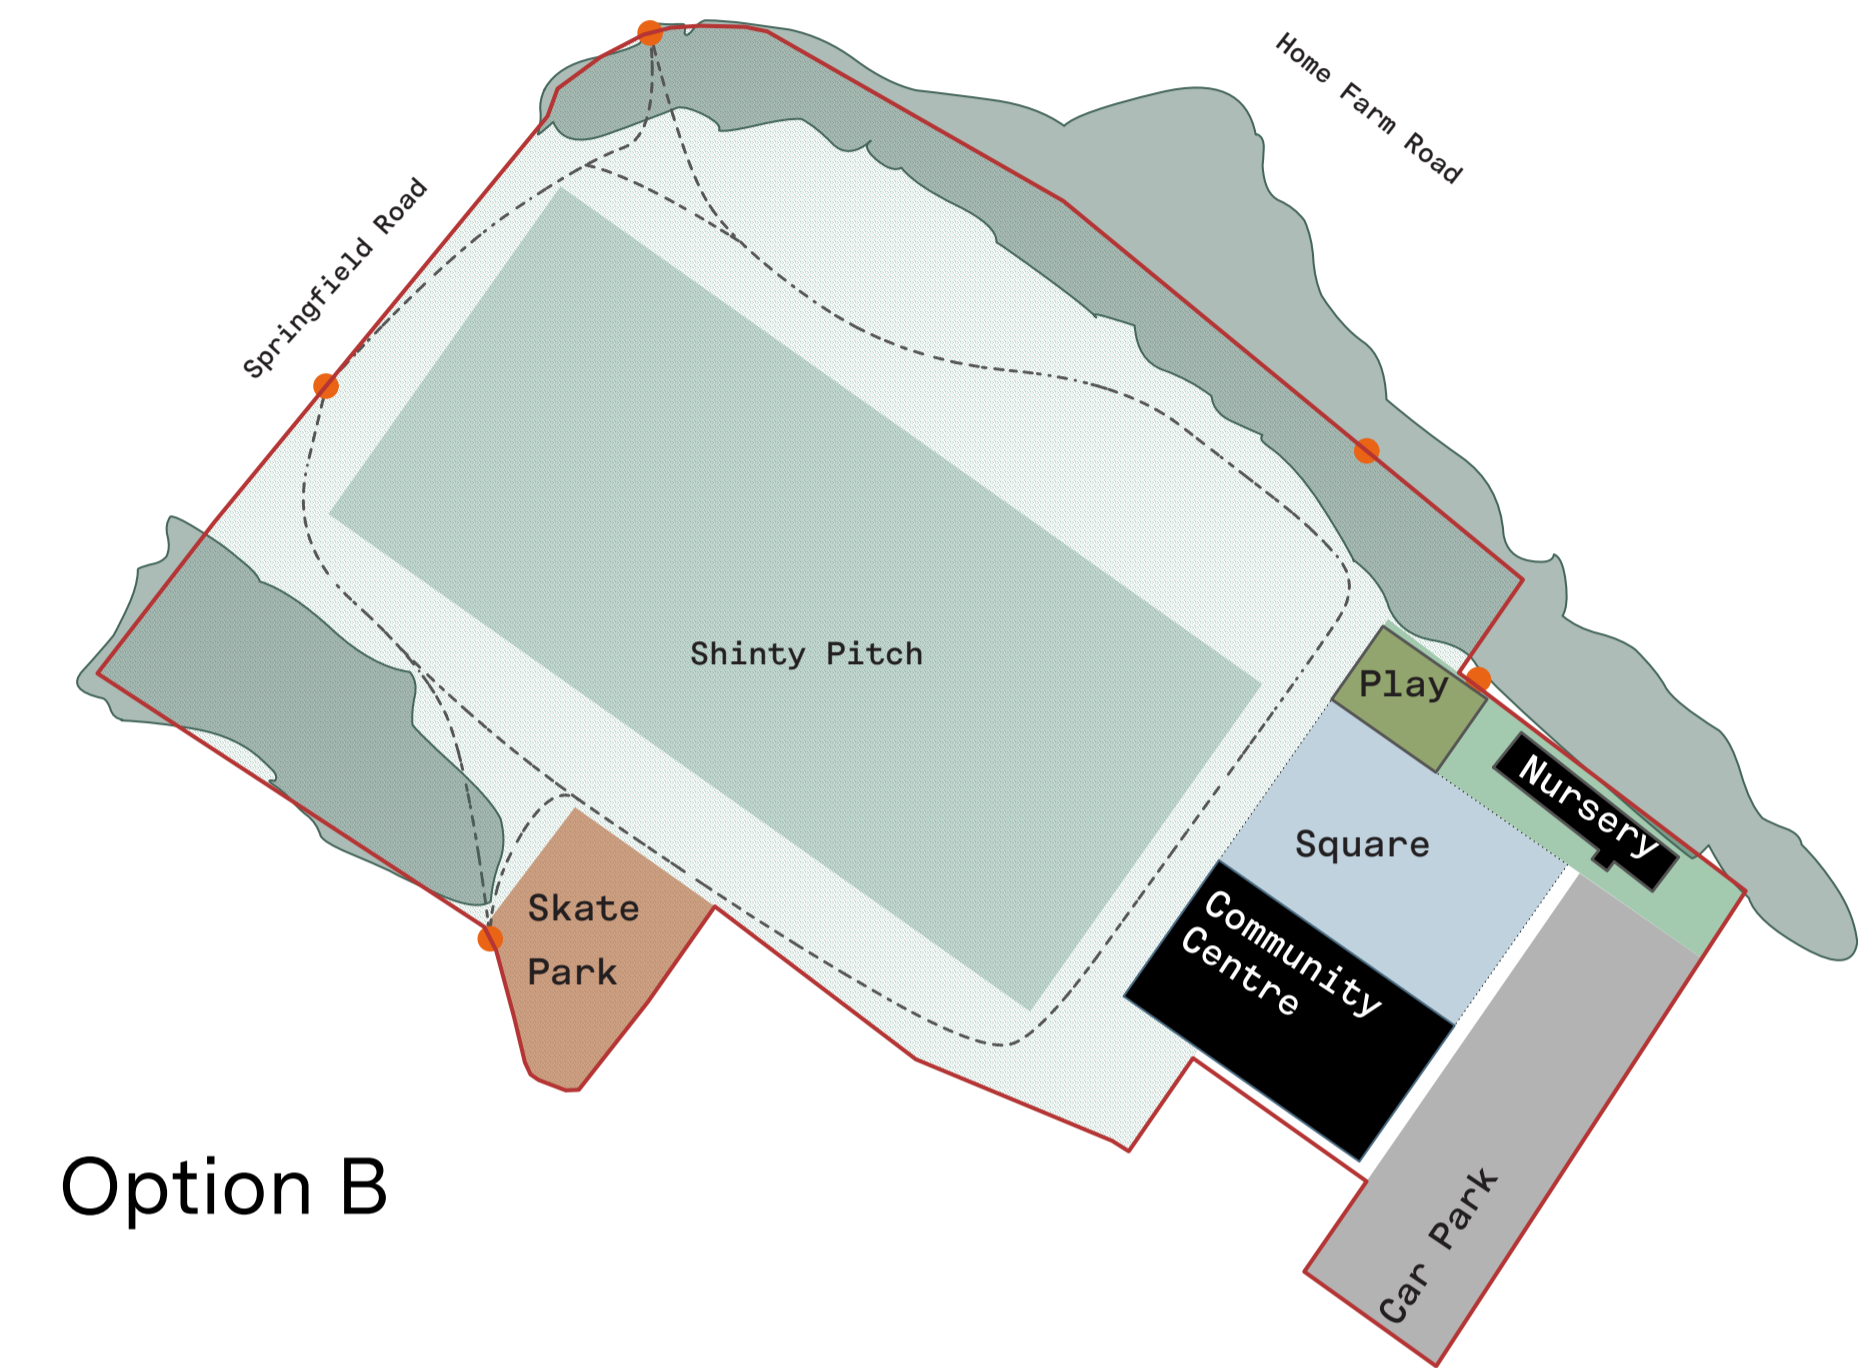 Home Farm Road
Springfield Road
Shinty Pitch
Play
Nursery
Square
Skate
Park
Community
Centre
Car Park
Option B